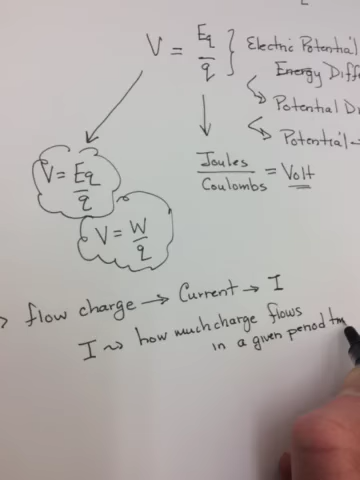 V = Eq/q } Electric Potential
Energy
Potential
Potential
Joules/Coulombs = Volt
V = Eq/q
V = W/q
flow charge → Current → I
I ~> how much charge flows
in a given period